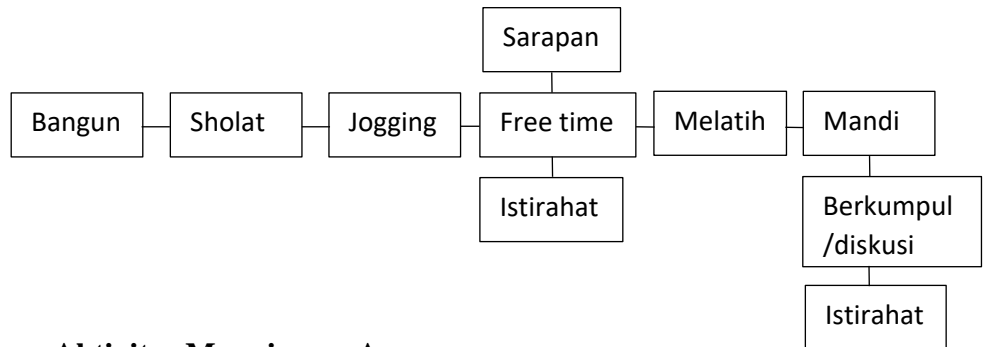 Sarapan
Bangun
Sholat
Jogging
Free time
Melatih
Mandi
Istirahat
Berkumpul
/diskusi
Istirahat